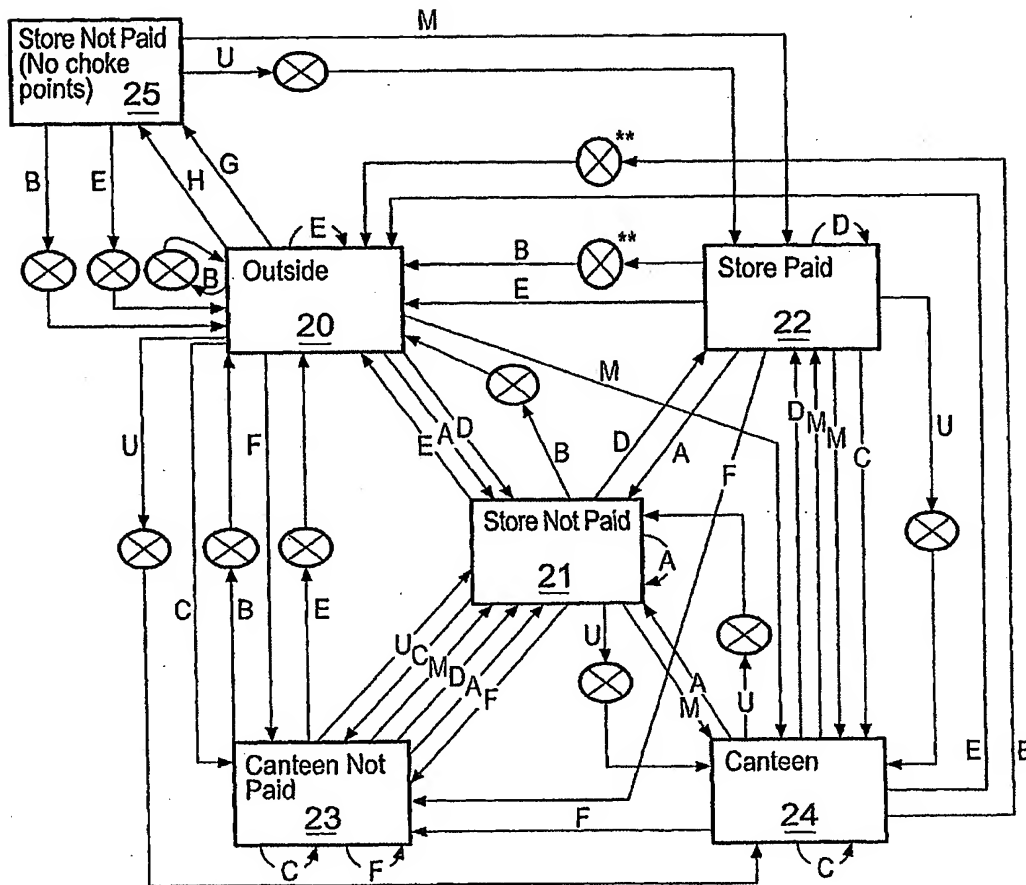 Store Not Paid
(No choke
points)
25
M
U
B
E
H
G
**
B
E
Outside
20
**
B
E
D
Store Paid
22
M
U
F
E
A
D
B
D
A
F
D
M
M
C
U
Store Not Paid
21
A
C
B
E
U
C
M
D
A
F
U
A
M
U
Canteen Not
Paid
23
C
F
F
Canteen
24
C
E